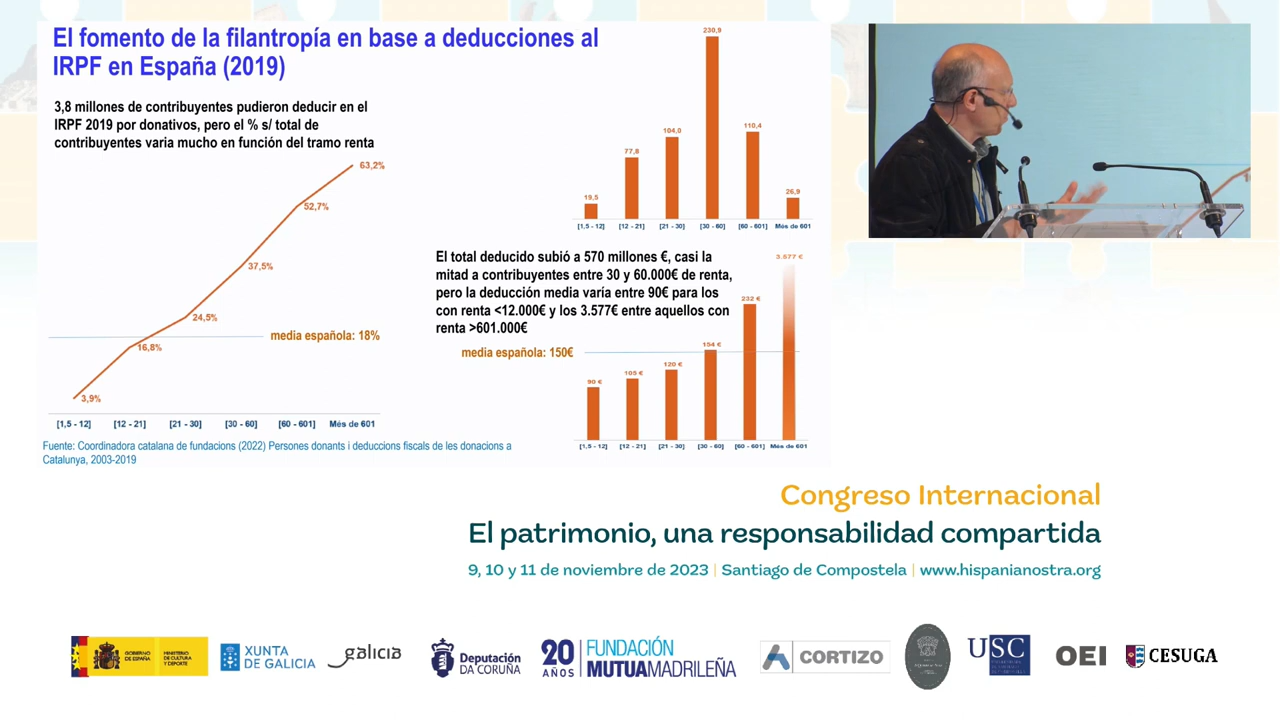 El fomento de la filantropía en base a deducciones al
IRPF en España (2019)
3,8 millones de contribuyentes pudieron deducir en el
IRPF 2019 por donativos, pero el % s/ total de
contribuyentes varia mucho en función del tramo renta
63,2%
52,7%
37,5%
24,5%
media española: 18%
16,8%
3,9%
[1,5 - 12] [12 - 21] [21 - 30] [30 - 60] [60 - 601] Més de 601
Fuente: Coordinadora catalana de fundacions (2022) Persones donants i deduccions fiscals de les donacions a
Catalunya, 2003-2019
230,9
110,4
104,0
77,8
26,9
19,5
[1,5 - 12] [12 - 21] [21 - 30] [30 - 60] [60 - 601] Més de 601
El total deducido subió a 570 millones €, casi la
mitad a contribuyentes entre 30 y 60.000€ de renta,
pero la deducción media varía entre 90€ para los
con renta <12.000€ y los 3.577€ entre aquellos con
renta >601.000€
media española: 150€
3.577 €
232 €
154 €
120 €
105 €
90 €
[1,5 - 12] [12 - 21] [21 - 30] [30 - 60] [60 - 601] Més de 601
Congreso Internacional
El patrimonio, una responsabilidad compartida
9, 10 y 11 de noviembre de 2023 | Santiago de Compostela | www.hispanianostra.org
GOBIERNO
DE ESPAÑA
MINISTERIO
DE CULTURA
Y DEPORTE
XUNTA
DE GALICIA
galicia
Deputación
DA CORUÑA
20
AÑOS
FUNDACIÓN
MUTUAMADRILEÑA
CORTIZO
USC
OEI
CESUGA